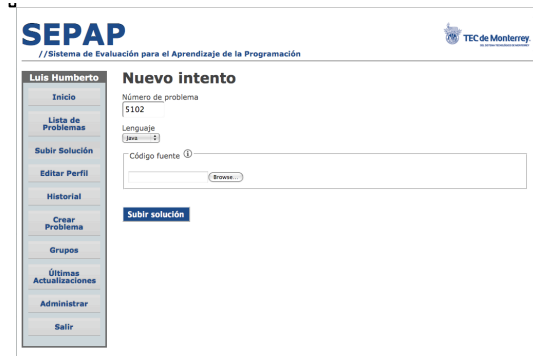 SEPAP
//Sistema de Evaluación para el Aprendizaje de la Programación
TEC de Monterrey.
Luis Humberto
Inicio
Lista de
Problemas
Subir Solución
Editar Perfil
Historial
Crear
Problema
Grupos
Últimas
Actualizaciones
Administrar
Salir
Nuevo intento
Número de problema
5102
Lenguaje
Java
Código fuente
Browse...
Subir solución